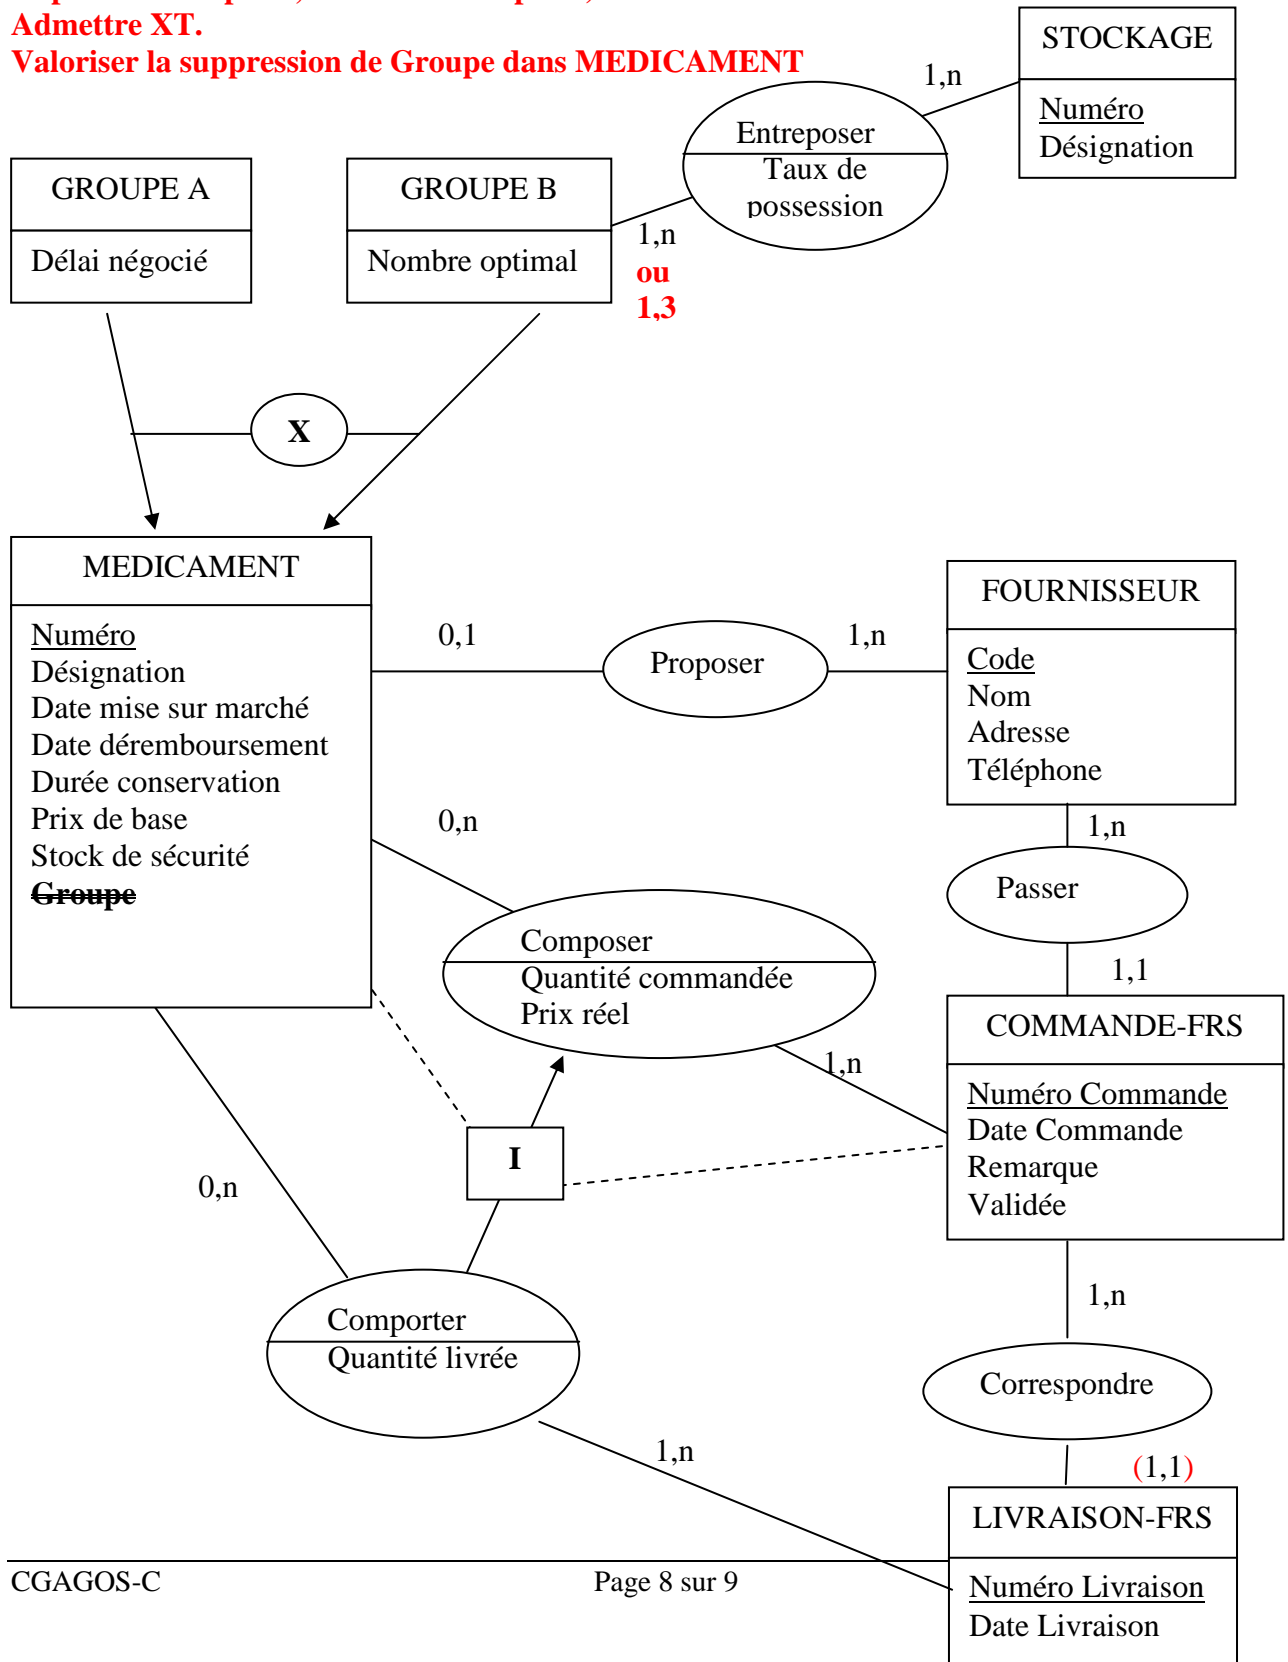 Admettre XT.
Valoriser la suppression de Groupe dans MEDICAMENT
STOCKAGE
Numéro
Désignation
1,n
Entreposer
Taux de
possession
1,n
ou
1,3
GROUPE A
Délai négocié
GROUPE B
Nombre optimal
X
MEDICAMENT
Numéro
Désignation
Date mise sur marché
Date déremboursement
Durée conservation
Prix de base
Stock de sécurité
Groupe
0,1
Proposer
1,n
FOURNISSEUR
Code
Nom
Adresse
Téléphone
1,n
Passer
1,1
0,n
Composer
Quantité commandée
Prix réel
1,n
COMMANDE-FRS
Numéro Commande
Date Commande
Remarque
Validée
I
0,n
Comporter
Quantité livrée
1,n
1,n
Correspondre
(1,1)
LIVRAISON-FRS
Numéro Livraison
Date Livraison
CGAGOS-C
Page 8 sur 9